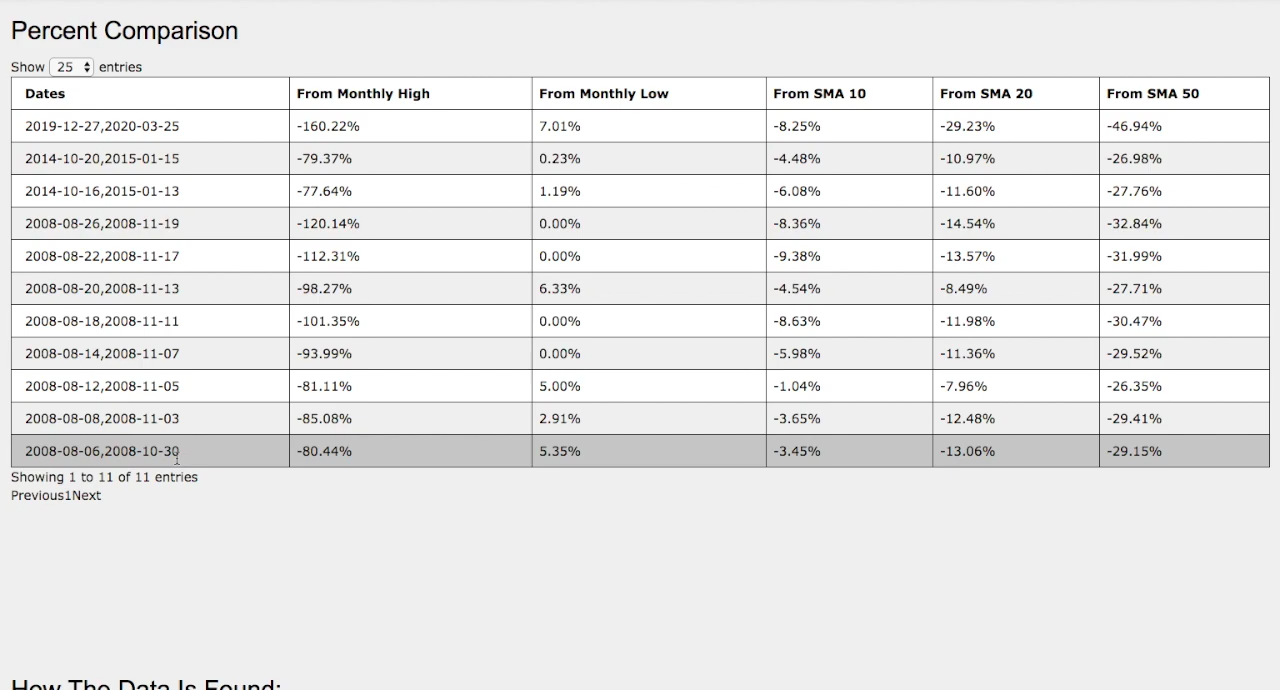 Percent Comparison
Show 25 entries
Dates From Monthly High From Monthly Low From SMA 10 From SMA 20 From SMA 50
2019-12-27,2020-03-25 -160.22% 7.01% -8.25% -29.23% -46.94%
2014-10-20,2015-01-15 -79.37% 0.23% -4.48% -10.97% -26.98%
2014-10-16,2015-01-13 -77.64% 1.19% -6.08% -11.60% -27.76%
2008-08-26,2008-11-19 -120.14% 0.00% -8.36% -14.54% -32.84%
2008-08-22,2008-11-17 -112.31% 0.00% -9.38% -13.57% -31.99%
2008-08-20,2008-11-13 -98.27% 6.33% -4.54% -8.49% -27.71%
2008-08-18,2008-11-11 -101.35% 0.00% -8.63% -11.98% -30.47%
2008-08-14,2008-11-07 -93.99% 0.00% -5.98% -11.36% -29.52%
2008-08-12,2008-11-05 -81.11% 5.00% -1.04% -7.96% -26.35%
2008-08-08,2008-11-03 -85.08% 2.91% -3.65% -12.48% -29.41%
2008-08-06,2008-10-30 -80.44% 5.35% -3.45% -13.06% -29.15%
Showing 1 to 11 of 11 entries
Previous1Next
How The Data Is Found: